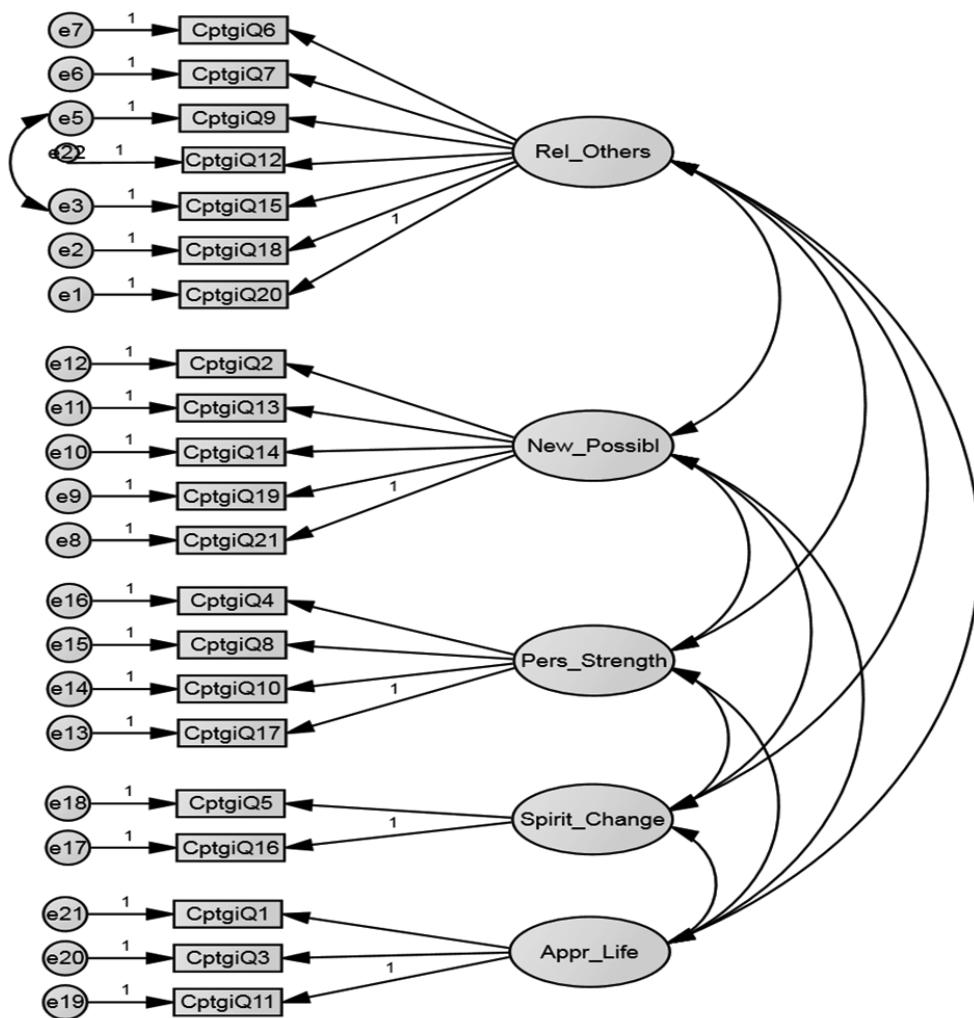 e7 1 CptgiQ6
e6 1 CptgiQ7
e5 1 CptgiQ9
e22 1 CptgiQ12
e3 1 CptgiQ15
e2 1 CptgiQ18
e1 1 CptgiQ20
1
Rel_Others
e12 1 CptgiQ2
e11 1 CptgiQ13
e10 1 CptgiQ14
e9 1 CptgiQ19
e8 1 CptgiQ21
1
New_Possibl
e16 1 CptgiQ4
e15 1 CptgiQ8
e14 1 CptgiQ10
e13 1 CptgiQ17
1
Pers_Strength
e18 1 CptgiQ5
e17 1 CptgiQ16
1
Spirit_Change
e21 1 CptgiQ1
e20 1 CptgiQ3
e19 1 CptgiQ11
1
Appr_Life